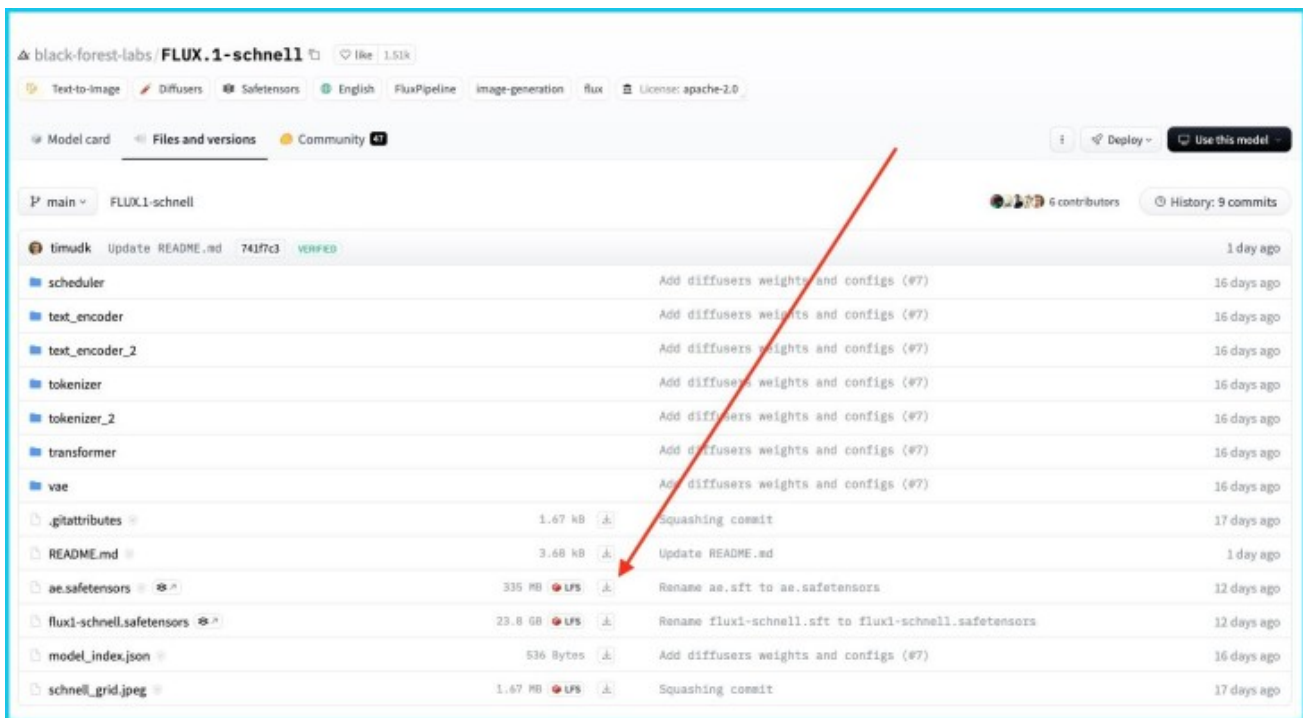 black-forest-labs/FLUX.1-schnell like 1.51k
Text-to-Image Diffusers Safetensors English FluxPipeline image-generation flux License: apache-2.0
Model card Files and versions Community 47 Deploy Use this model
main FLUX.1-schnell 6 contributors History: 9 commits
timudk Update README.md 741f7c3 VERIFIED 1 day ago
scheduler Add diffusers weights and configs (#7) 16 days ago
text_encoder Add diffusers weights and configs (#7) 16 days ago
text_encoder_2 Add diffusers weights and configs (#7) 16 days ago
tokenizer Add diffusers weights and configs (#7) 16 days ago
tokenizer_2 Add diffusers weights and configs (#7) 16 days ago
transformer Add diffusers weights and configs (#7) 16 days ago
vae Add diffusers weights and configs (#7) 16 days ago
.gitattributes 1.67 kB Squashing commit 17 days ago
README.md 3.68 kB Update README.md 1 day ago
ae.safetensors 335 MB LFS Rename ae.sft to ae.safetensors 12 days ago
flux1-schnell.safetensors 23.8 GB LFS Rename flux1-schnell.sft to flux1-schnell.safetensors 12 days ago
model_index.json 536 Bytes Add diffusers weights and configs (#7) 16 days ago
schnell_grid.jpeg 1.67 MB LFS Squashing commit 17 days ago